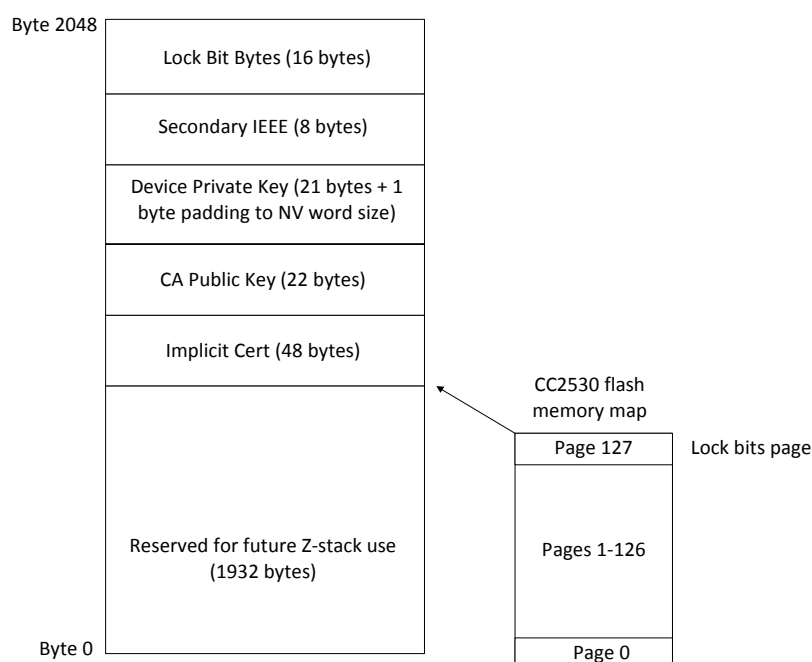 Byte 2048
Lock Bit Bytes (16 bytes)
Secondary IEEE (8 bytes)
Device Private Key (21 bytes + 1
byte padding to NV word size)
CA Public Key (22 bytes)
Implicit Cert (48 bytes)
Reserved for future Z-stack use
(1932 bytes)
Byte 0
CC2530 flash
memory map
Page 127
Lock bits page
Pages 1-126
Page 0